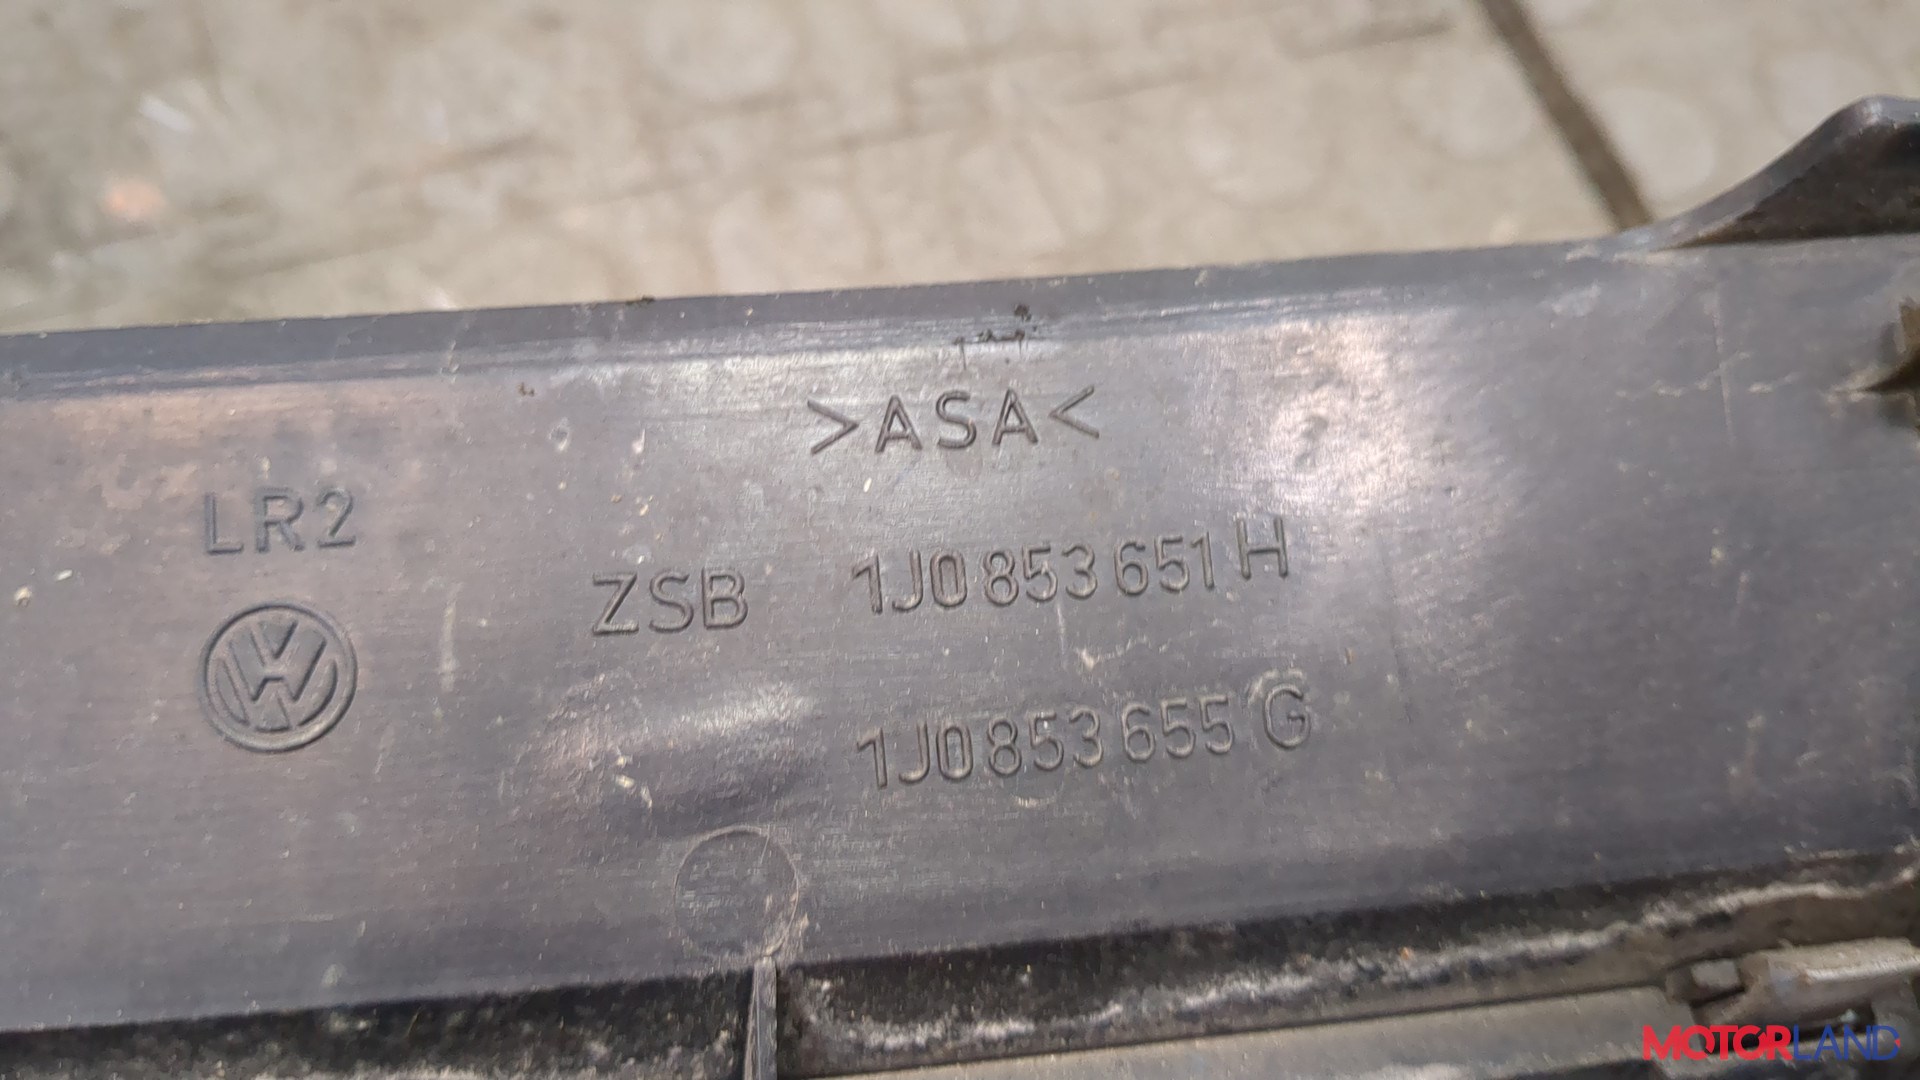 >ASA<
LR2
ZSB 1J0 853 651 H
1J0 853 655 G
MOTORLAND